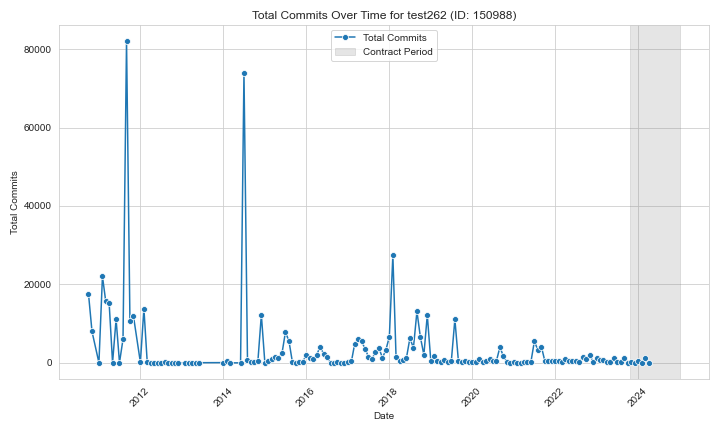 Total Commits Over Time for test262 (ID: 150988)
Total Commits
Contract Period
80000
60000
40000
20000
0
Total Commits
2012
2014
2016
2018
2020
2022
2024
Date